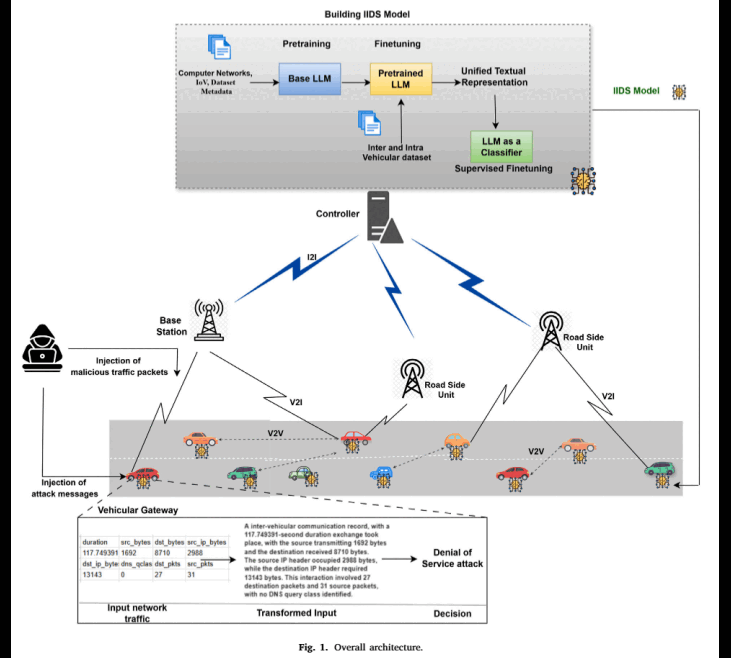 Building IIDS Model
Pretraining
Finetuning
Computer Networks,
IoV, Dataset
Metadata
Base LLM
Pretrained
LLM
Unified Textual
Representation
IIDS Model
Inter and Intra
Vehicular dataset
LLM as a
Classifier
Supervised Finetuning
Controller
I2I
Base
Station
Road Side
Unit
Injection of
malicious traffic packets
Road Side
Unit
V2I
V2I
V2V
V2V
Injection of
attack messages
Vehicular Gateway
duration src_bytes dst_bytes src_ip_bytes
117.749391 1692 8710 2988
dst_ip_byte dns_qclas dst_pkts src_pkts
13143 0 27 31
A inter-vehicular communication record, with a
117.749391-second duration exchange took
place, with the source transmitting 1692 bytes
and the destination received 8710 bytes.
The source IP header occupied 2988 bytes,
while the destination IP header required
13143 bytes. This interaction involved 27
destination packets and 31 source packets,
with no DNS query class identified.
Denial of
Service attack
Input network
traffic
Transformed Input
Decision
Fig. 1. Overall architecture.